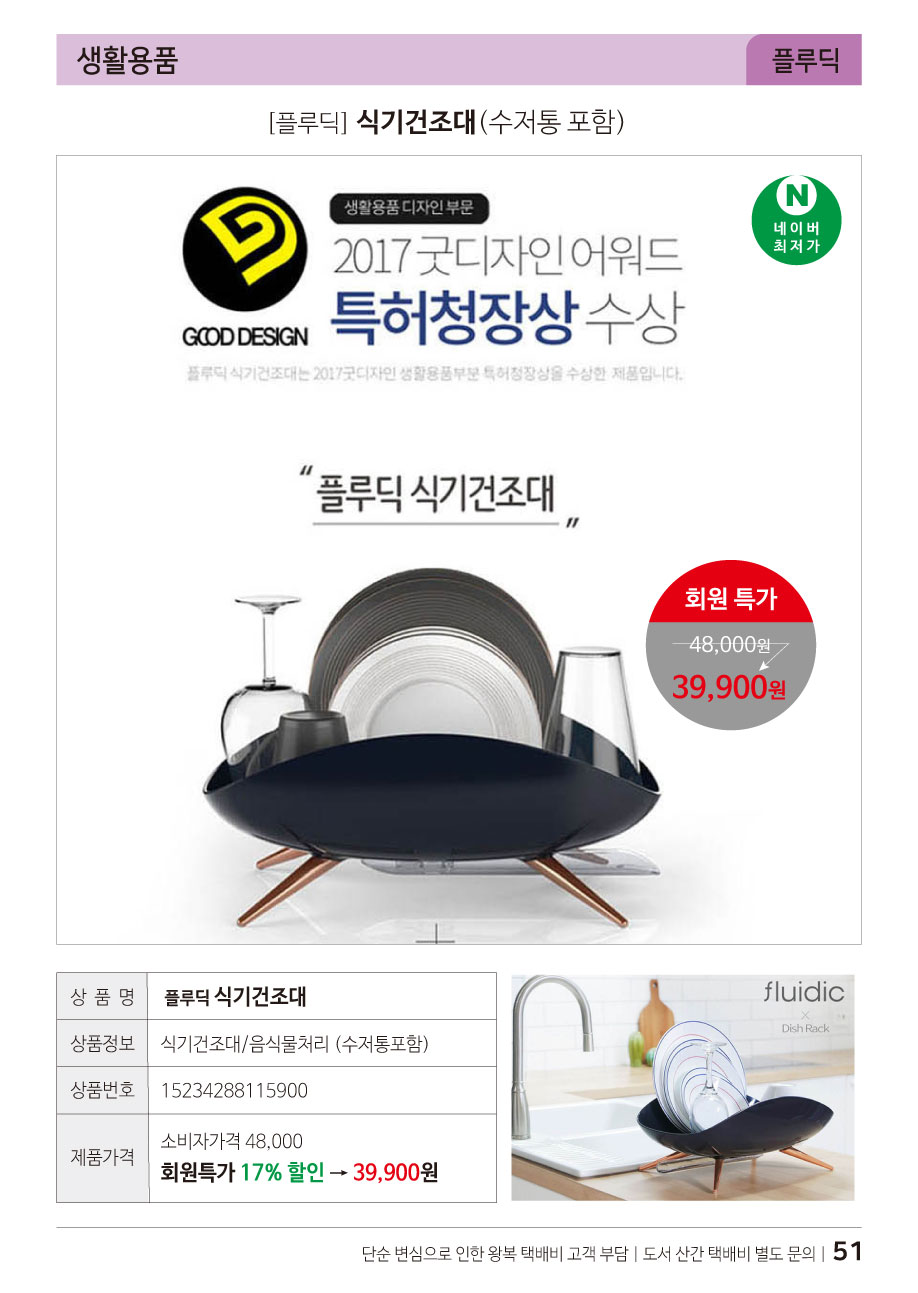 생활용품
플루딕
[플루딕] 식기건조대(수저통 포함)
GOOD DESIGN
생활용품 디자인 부문
2017 굿디자인 어워드
특허청장상 수상
플루딕 식기건조대는 2017굿디자인 생활용품부분 특허청장상을 수상한 제품입니다.
N
네이버
최저가
“플루딕 식기건조대”
회원 특가
48,000원
39,900원
상 품 명 플루딕 식기건조대
상품정보 식기건조대/음식물처리 (수저통포함)
상품번호 15234288115900
제품가격 소비자가격 48,000
회원특가 17% 할인 → 39,900원
fluidic
×
Dish Rack
단순 변심으로 인한 왕복 택배비 고객 부담 | 도서 산간 택배비 별도 문의 | 51